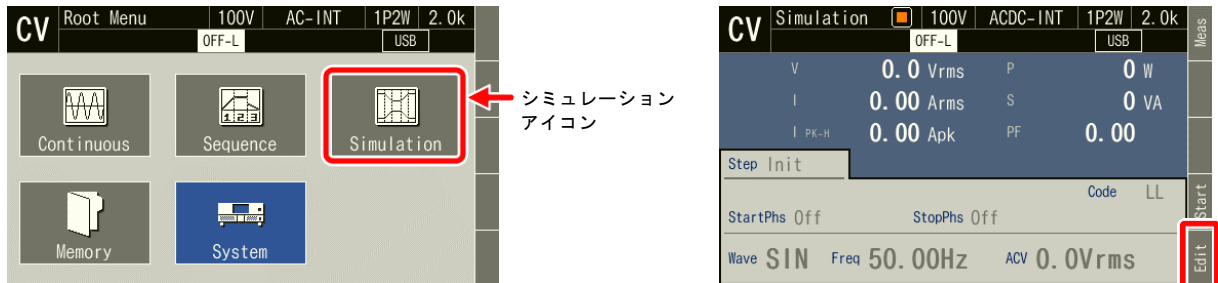 CV Root Menu 100V AC-INT 1P2W 2.0k
OFF-L USB
Continuous Sequence Simulation
シミュレーション
アイコン
Memory System
CV Simulation 100V ACDC-INT 1P2W 2.0k Meas
OFF-L USB
V 0.0 Vrms P 0 W
I 0.00 Arms S 0 VA
I PK-H 0.00 Apk PF 0.00
Step Init
Code LL
StartPhs Off StopPhs Off Start
Wave SIN Freq 50.00Hz ACV 0.0Vrms Edit
1 2 3